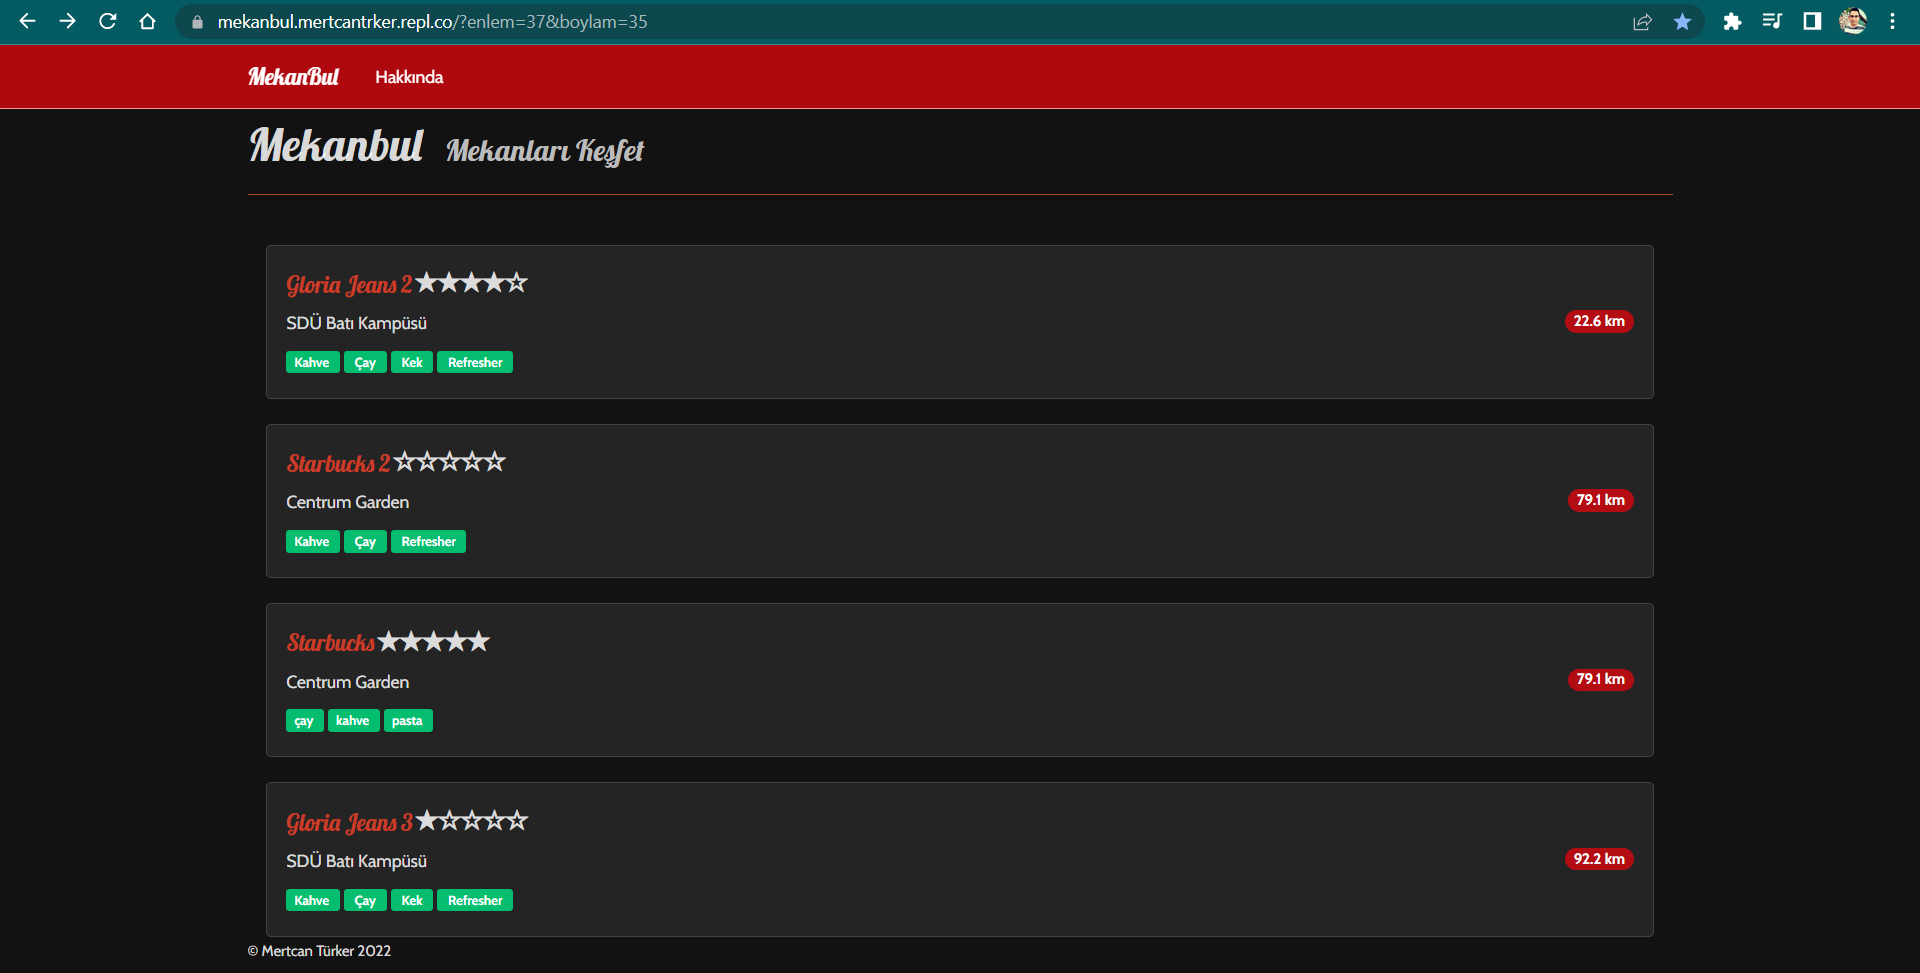 mekanbul.mertcantrker.repl.co/?enlem=37&boylam=35
MekanBul Hakkında
Mekanbul Mekanları Keşfet
Gloria Jeans 2 ★★★★☆
SDÜ Batı Kampüsü
22.6 km
Kahve Çay Kek Refresher
Starbucks 2 ☆☆☆☆☆
Centrum Garden
79.1 km
Kahve Çay Refresher
Starbucks ★★★★★
Centrum Garden
79.1 km
çay kahve pasta
Gloria Jeans 3 ★☆☆☆☆
SDÜ Batı Kampüsü
92.2 km
Kahve Çay Kek Refresher
© Mertcan Türker 2022